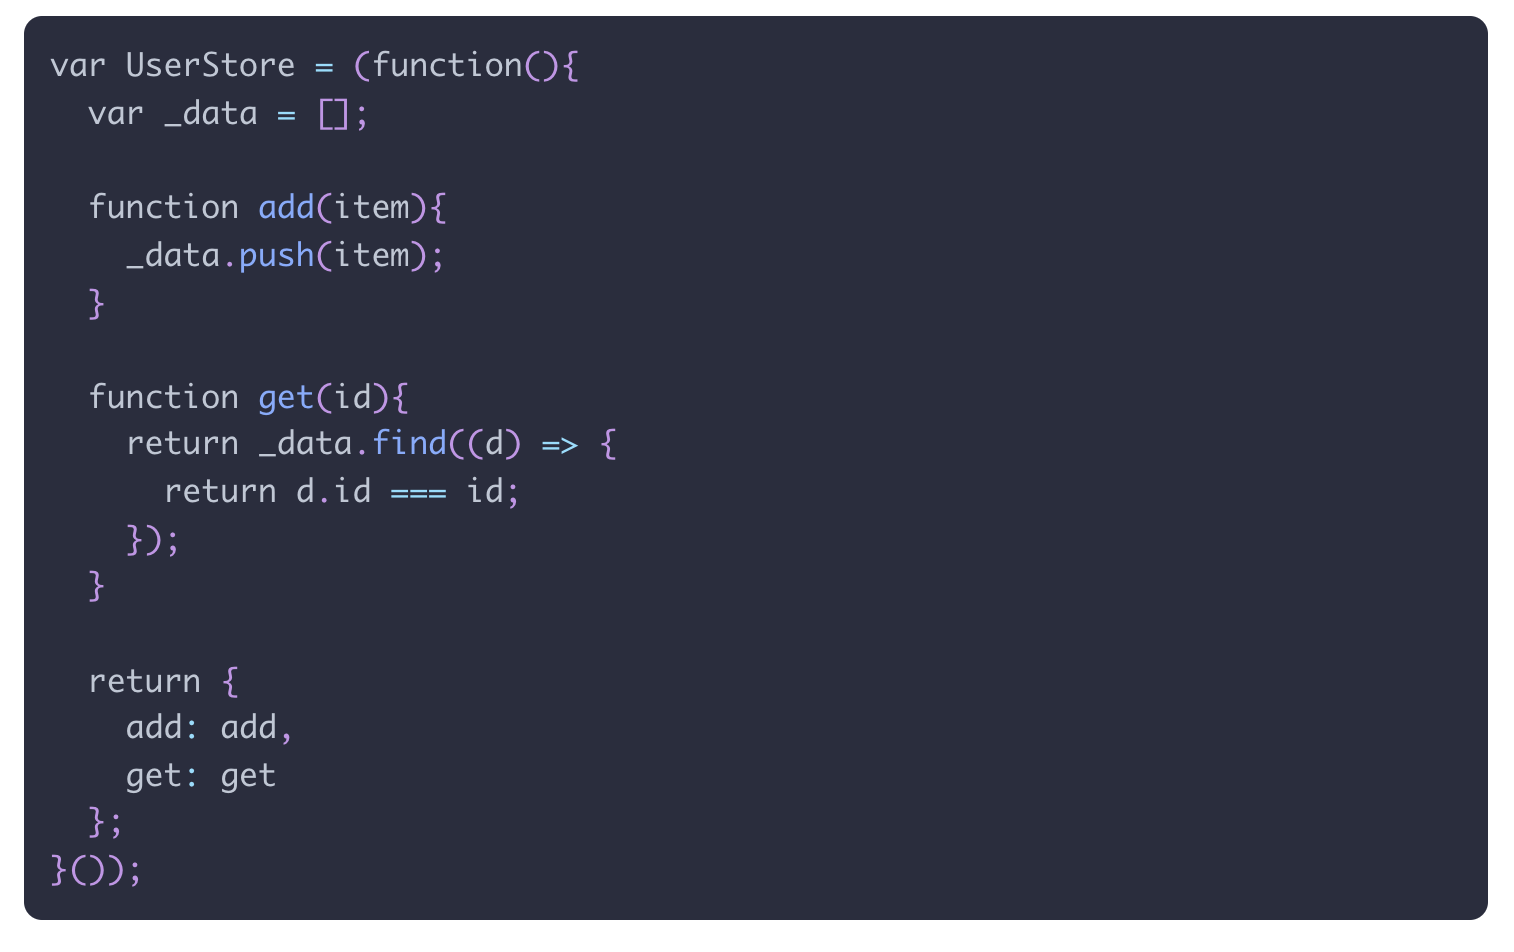 var UserStore = (function(){
  var _data = [];

  function add(item){
    _data.push(item);
  }

  function get(id){
    return _data.find((d) => {
      return d.id === id;
    });
  }

  return {
    add: add,
    get: get
  };
}());